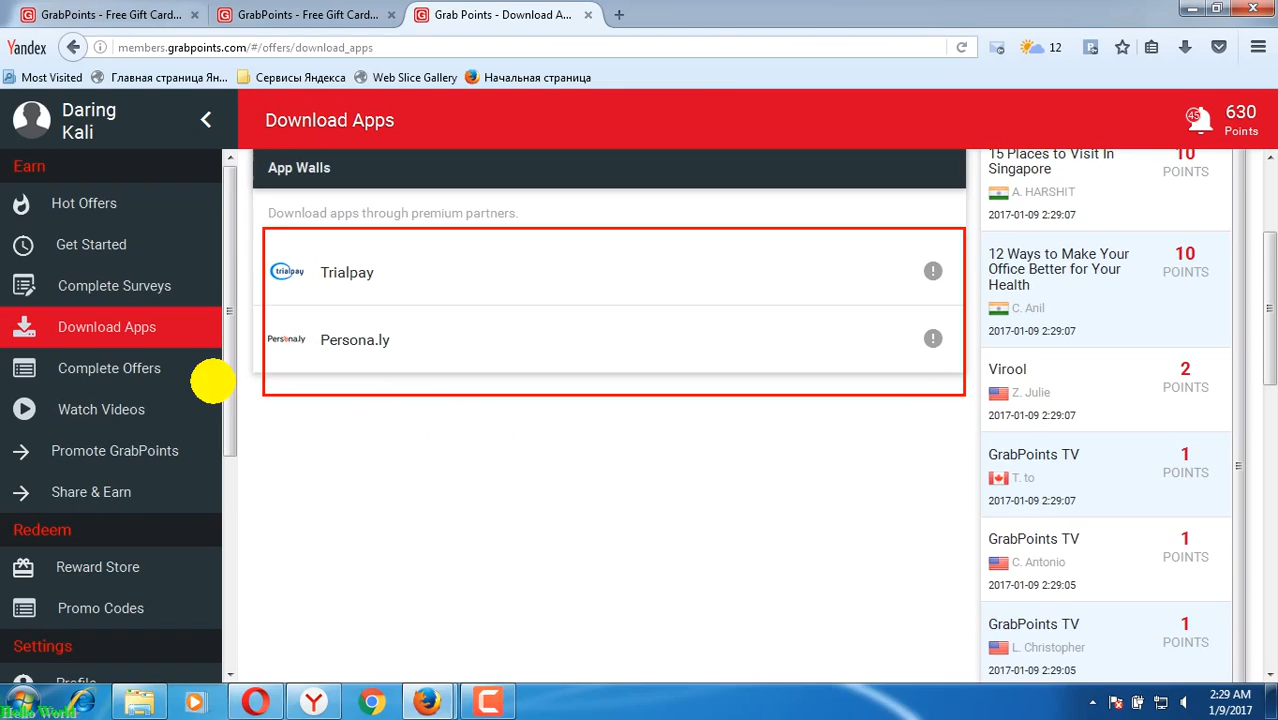 GrabPoints - Free Gift Card...
GrabPoints - Free Gift Card...
Grab Points - Download A...
Yandex
members.grabpoints.com/#/offers/download_apps
12
Most Visited
Главная страница Ян...
Сервисы Яндекса
Web Slice Gallery
Начальная страница
Daring
Kali
Download Apps
45
630
Points
Earn
Hot Offers
Get Started
Complete Surveys
Download Apps
Complete Offers
Watch Videos
Promote GrabPoints
Share & Earn
Redeem
Reward Store
Promo Codes
Settings
Profile
App Walls
Download apps through premium partners.
trialpay
Trialpay
Persona.ly
Persona.ly
15 Places to Visit In
Singapore
10
POINTS
A. HARSHIT
2017-01-09 2:29:07
12 Ways to Make Your
Office Better for Your
Health
10
POINTS
C. Anil
2017-01-09 2:29:07
Virool
2
POINTS
Z. Julie
2017-01-09 2:29:07
GrabPoints TV
1
POINTS
T. to
2017-01-09 2:29:07
GrabPoints TV
1
POINTS
C. Antonio
2017-01-09 2:29:05
GrabPoints TV
1
POINTS
L. Christopher
2017-01-09 2:29:05
Hello World
2:29 AM
1/9/2017